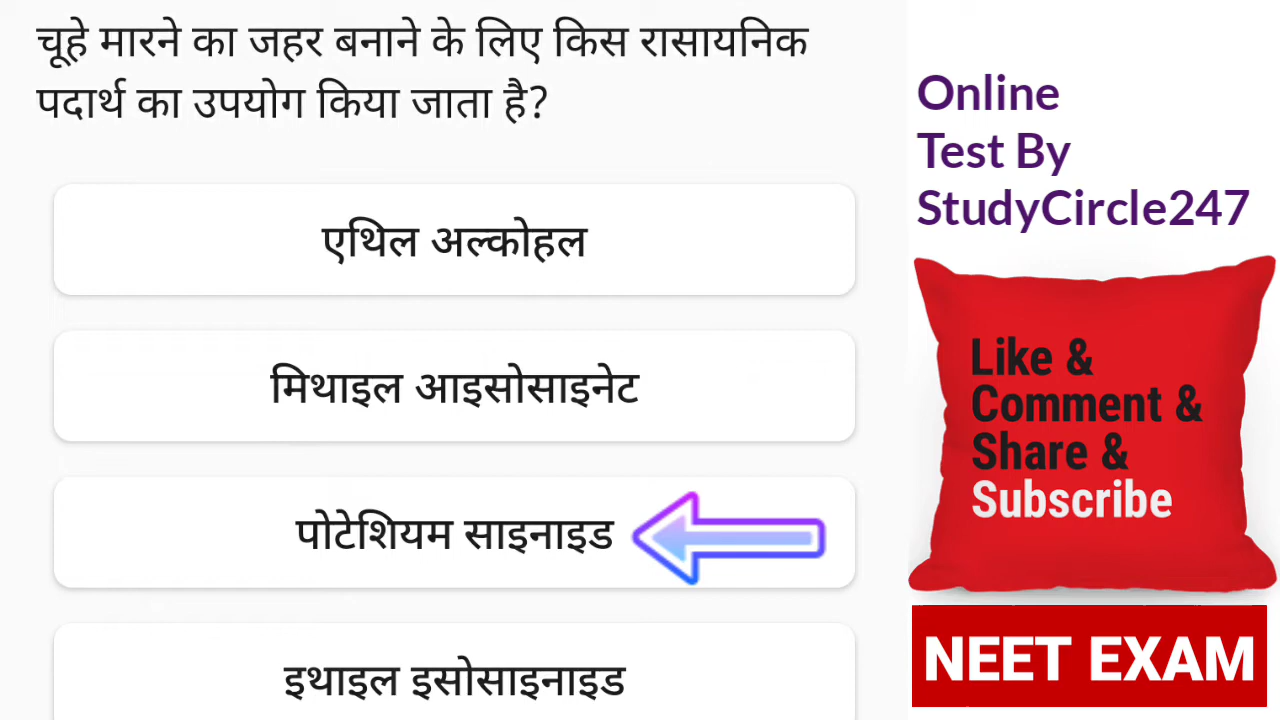 चूहे मारने का जहर बनाने के लिए किस रासायनिक
पदार्थ का उपयोग किया जाता है?
एथिल अल्कोहल
मिथाइल आइसोसाइनेट
पोटेशियम साइनाइड
इथाइल इसोसाइनाइड
Online
Test By
StudyCircle247
Like &
Comment &
Share &
Subscribe
NEET EXAM